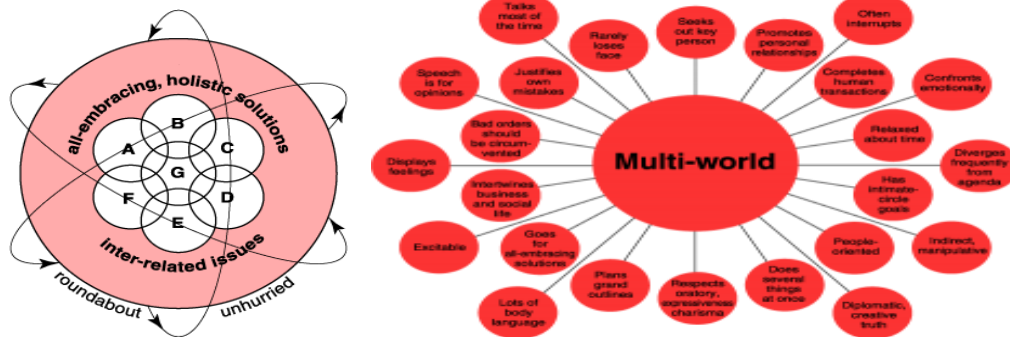 all-embracing, holistic solutions
B
A
C
G
F
D
E
inter-related issues
roundabout
unhurried
Talks
most of
the time
Rarely
loses
face
Seeks
out key
person
Promotes
personal
relationships
Often
interrupts
Speech
is for
opinions
Justifies
own
mistakes
Completes
human
transactions
Confronts
emotionally
Bad orders
should
be circum-
vented
Relaxed
about time
Displays
feelings
Multi-world
Diverges
frequently
from
agenda
Intertwines
business
and social
life
Has
intimate-
circle
goals
Excitable
Goes
for
all-embracing
solutions
People-
oriented
Indirect,
manipulative
Plans
grand
outlines
Respects
oratory,
expressiveness
charisma
Does
several
things
at once
Lots of
body
language
Diplomatic,
creative
truth